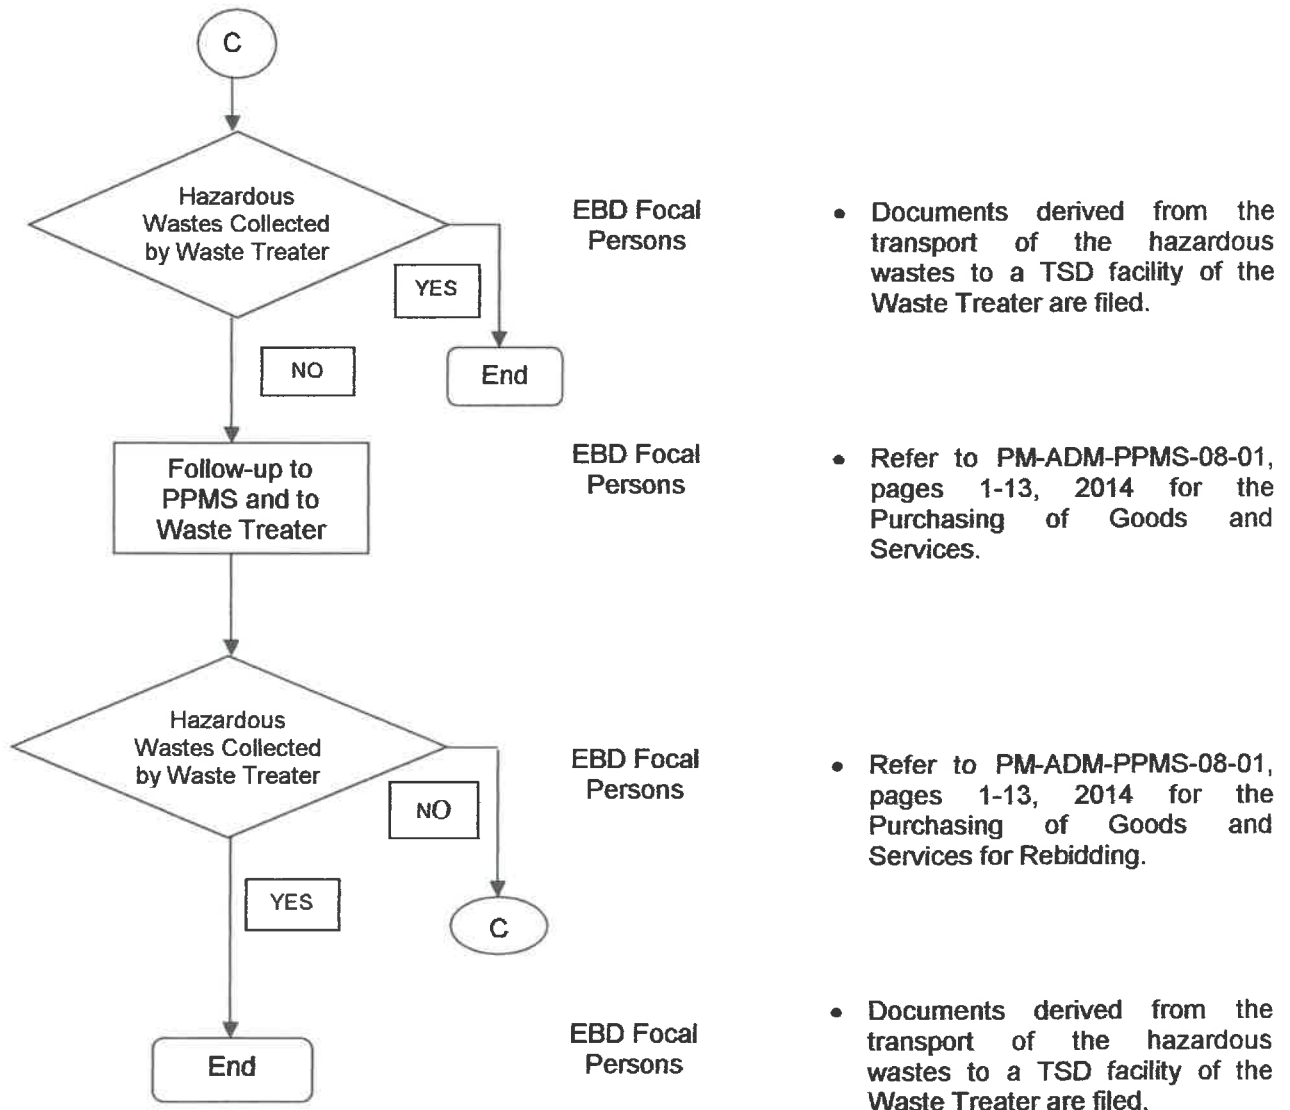 C
Hazardous
Wastes Collected
by Waste Treater
EBD Focal
Persons
• Documents derived from the
transport of the hazardous
wastes to a TSD facility of the
Waste Treater are filed.
YES
NO
End
Follow-up to
PPMS and to
Waste Treater
EBD Focal
Persons
• Refer to PM-ADM-PPMS-08-01,
pages 1-13, 2014 for the
Purchasing of Goods and
Services.
Hazardous
Wastes Collected
by Waste Treater
EBD Focal
Persons
• Refer to PM-ADM-PPMS-08-01,
pages 1-13, 2014 for the
Purchasing of Goods and
Services for Rebidding.
NO
YES
C
End
EBD Focal
Persons
• Documents derived from the
transport of the hazardous
wastes to a TSD facility of the
Waste Treater are filed.